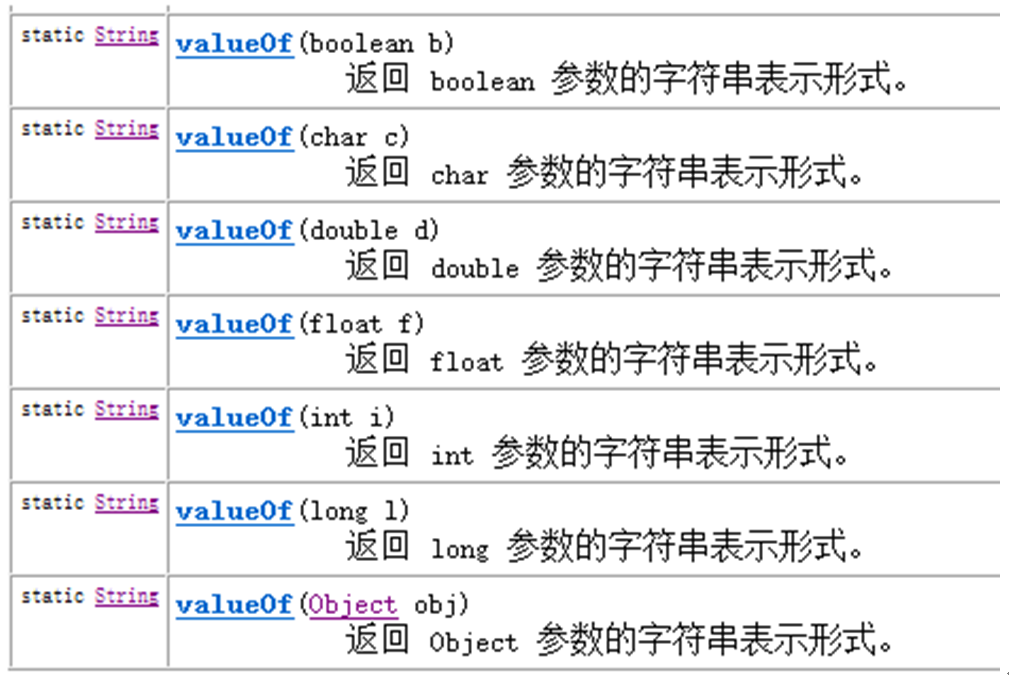 static String valueOf(boolean b)
返回 boolean 参数的字符串表示形式。
static String valueOf(char c)
返回 char 参数的字符串表示形式。
static String valueOf(double d)
返回 double 参数的字符串表示形式。
static String valueOf(float f)
返回 float 参数的字符串表示形式。
static String valueOf(int i)
返回 int 参数的字符串表示形式。
static String valueOf(long l)
返回 long 参数的字符串表示形式。
static String valueOf(Object obj)
返回 Object 参数的字符串表示形式。